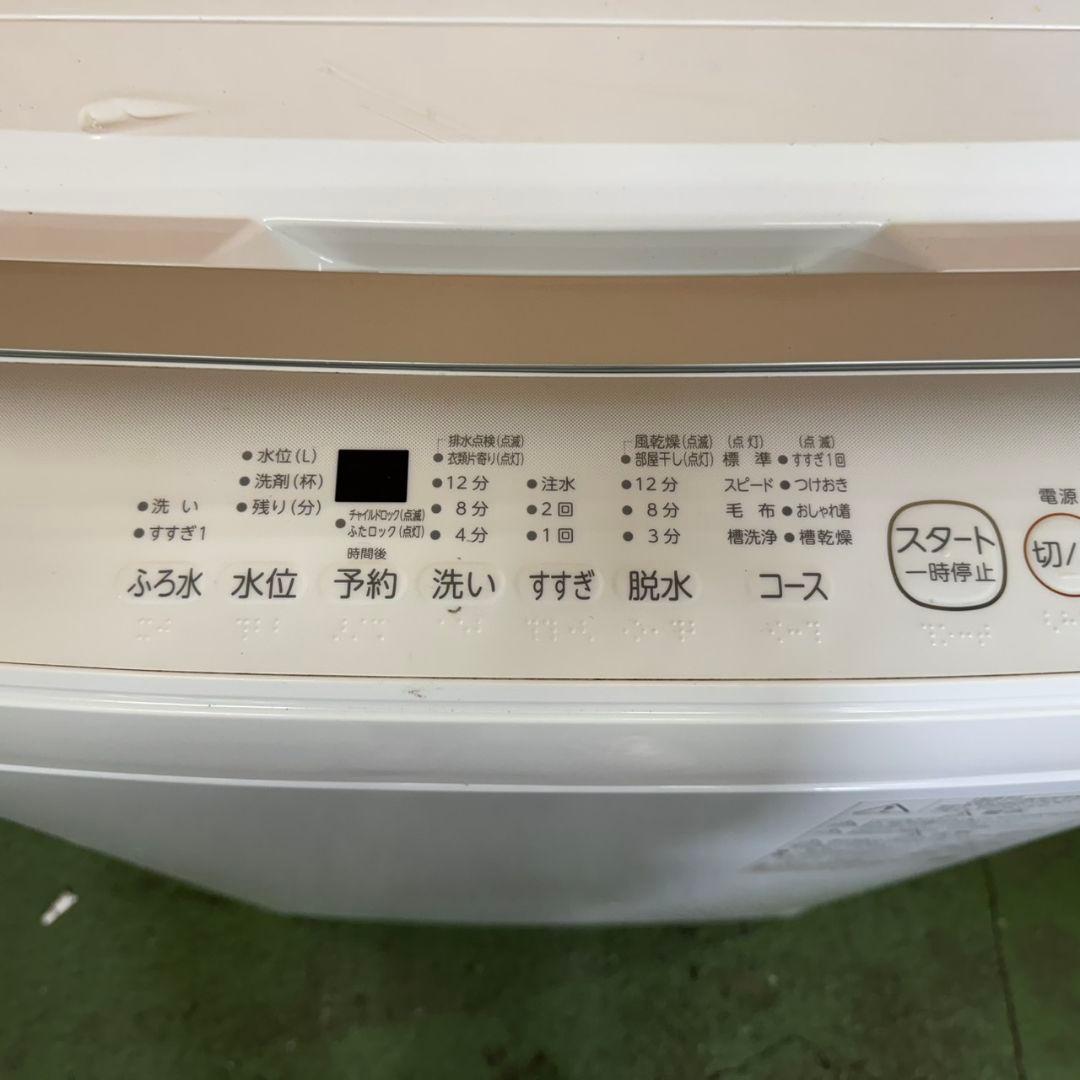 洗い
すすぎ1
ふろ水
水位(L)
洗剤(杯)
残り(分)
水位
チャイルドロック(点滅)
ふたロック(点灯)
時間後
予約
排水点検(点滅)
衣類片寄り(点灯)
12分
8分
4分
洗い
注水
2回
1回
すすぎ
風乾燥(点滅)
部屋干し(点灯)
12分
8分
3分
脱水
(点灯) (点滅)
標準 すすぎ1回
スピード つけおき
毛布 おしゃれ着
槽洗浄 槽乾燥
コース
スタート
一時停止
電源
切/